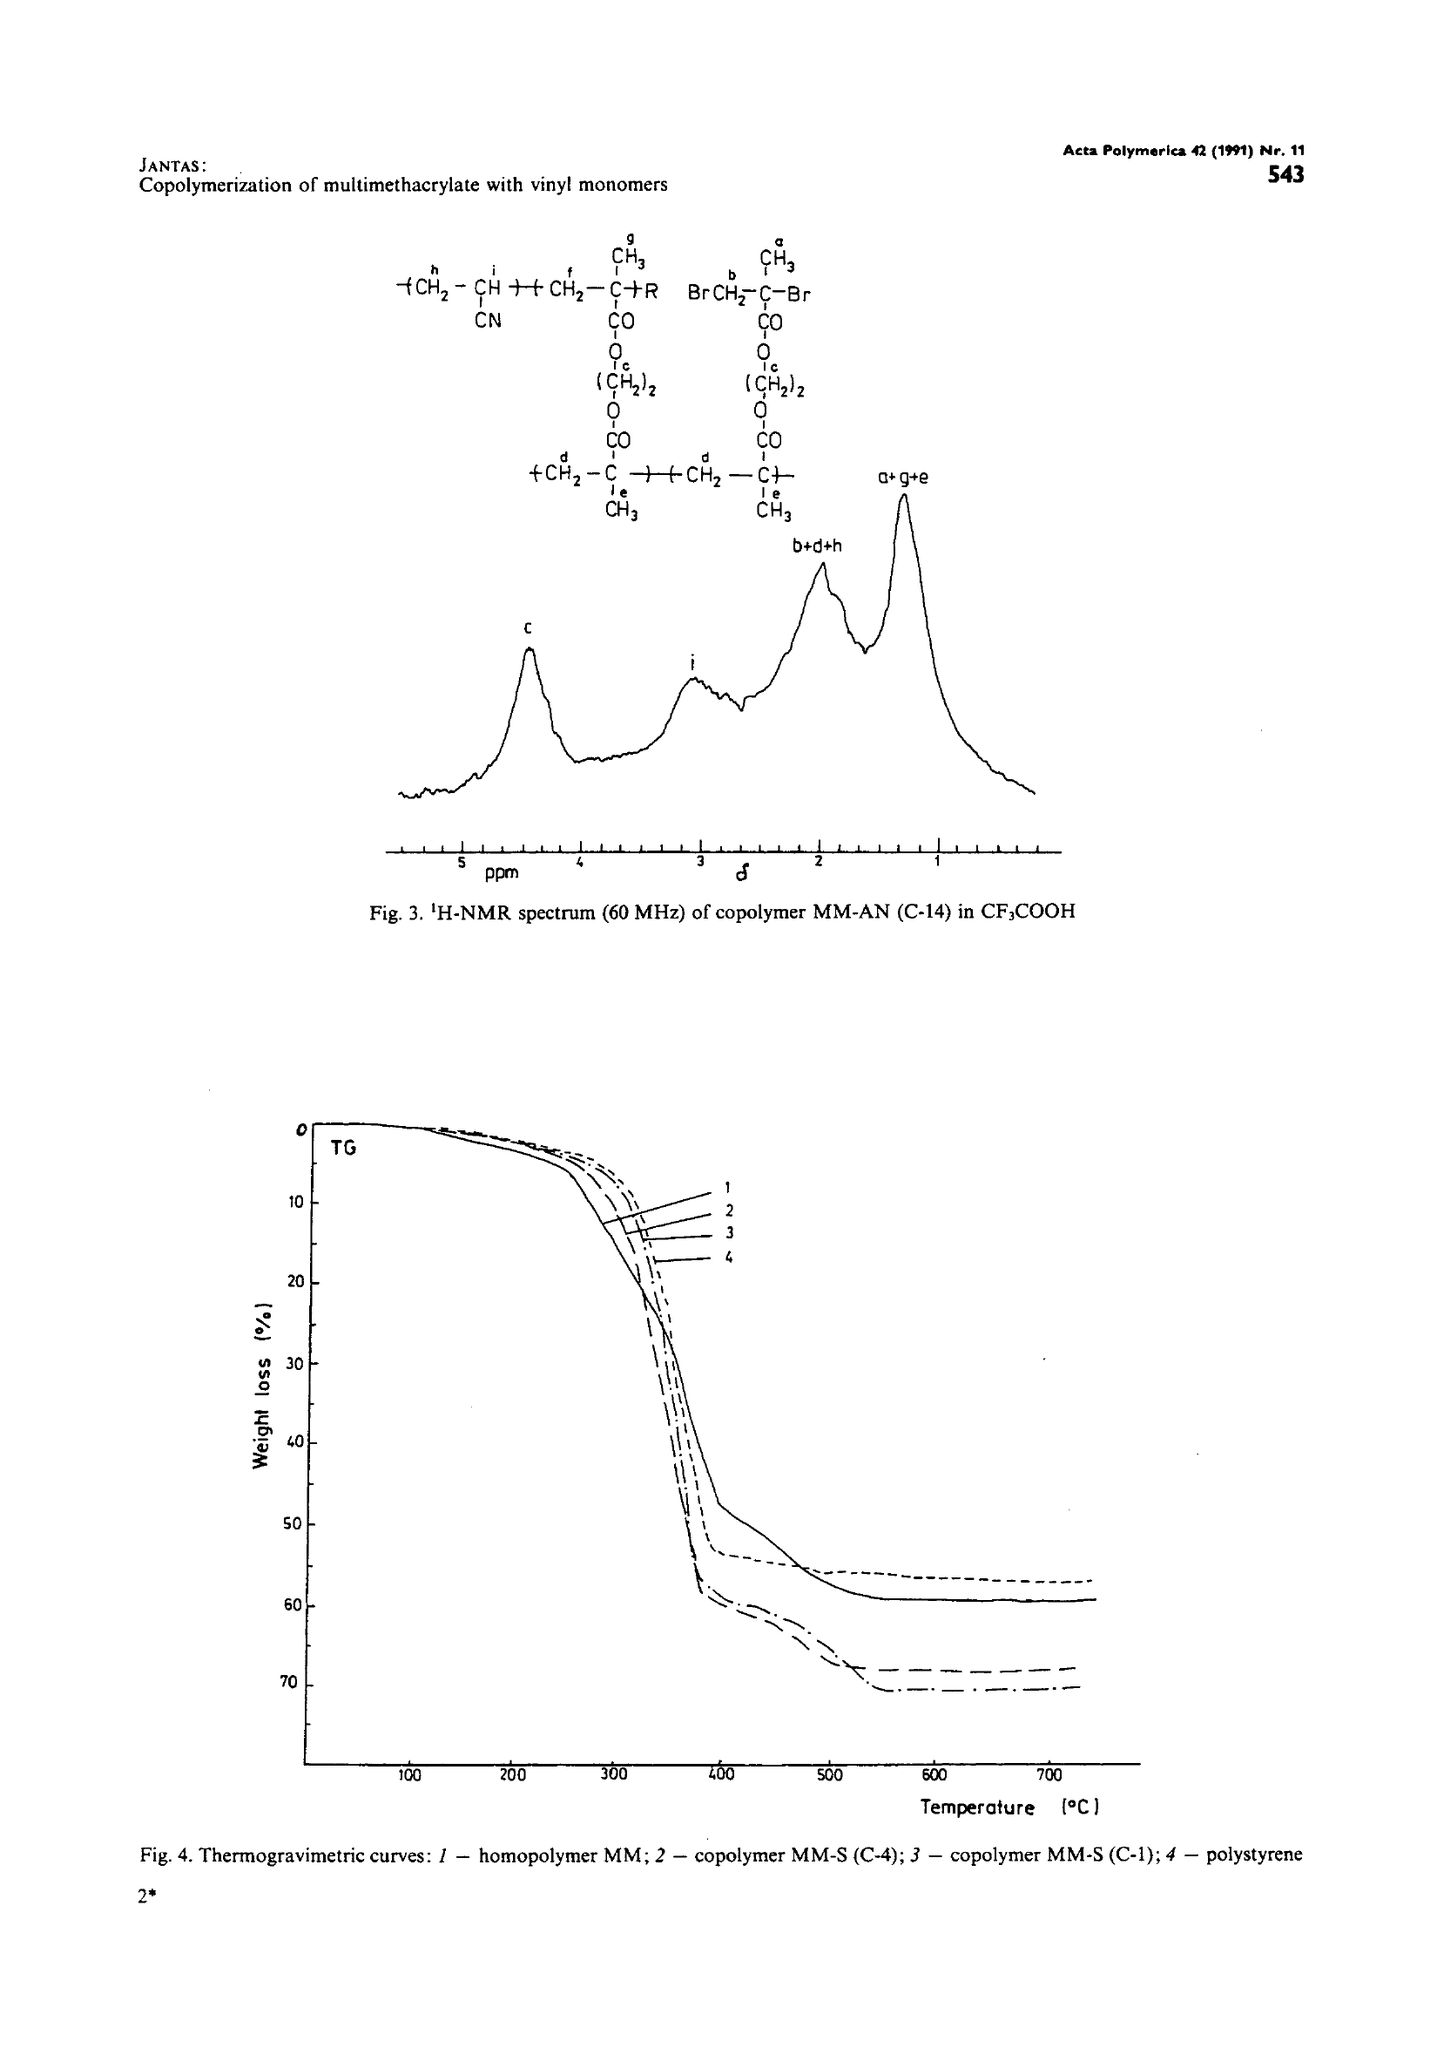 Acta Polymerica 42 (1991) Nr. 11
JANTAS:
Copolymerization of multimethacrylate with vinyl monomers
543
g
CH3
a
CH3
h i f b
-(CH2-CH-)-(-CH2-C-)-R BrCH2-C-Br
CN CO CO
O O
c c
(CH2)2 (CH2)2
O O
CO CO
d d
-(CH2-C-)-(-CH2-C-)-
e e
CH3 CH3
a+g+e
b+d+h
c
i
5 4 3 2 1
ppm δ
Fig. 3. ¹H-NMR spectrum (60 MHz) of copolymer MM-AN (C-14) in CF3COOH
0
TG
10
20
30
40
50
60
70
Weight loss (%)
1
2
3
4
100 200 300 400 500 600 700
Temperature (°C)
Fig. 4. Thermogravimetric curves: 1 — homopolymer MM; 2 — copolymer MM-S (C-4); 3 — copolymer MM-S (C-1); 4 — polystyrene
2*